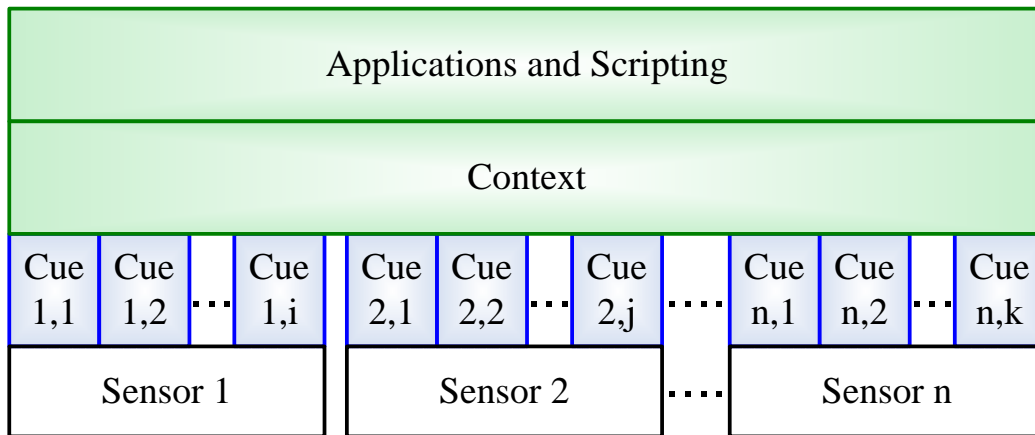 Applications and Scripting
Context
Cue Cue Cue Cue Cue Cue Cue Cue Cue
1,1 1,2 .... 1,i 2,1 2,2 .... 2,j ..... n,1 n,2 .... n,k
Sensor 1 Sensor 2 ..... Sensor n